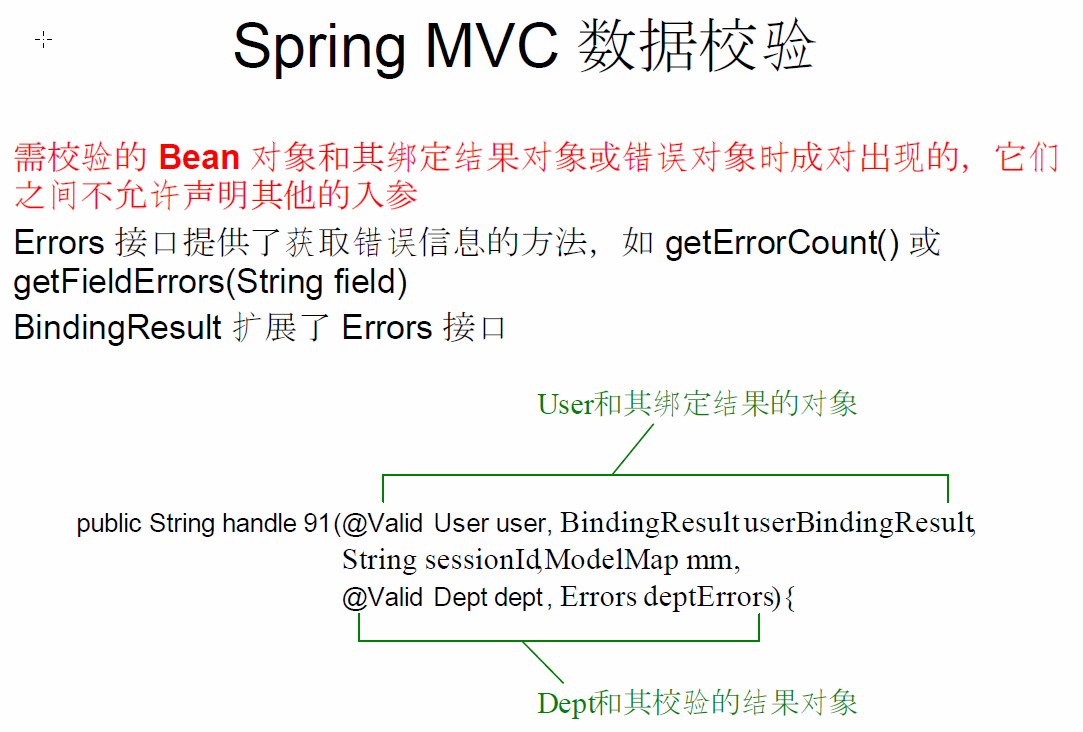 Spring MVC 数据校验
需校验的 Bean 对象和其绑定结果对象或错误对象时成对出现的，它们
之间不允许声明其他的入参
Errors 接口提供了获取错误信息的方法，如 getErrorCount() 或
getFieldErrors(String field)
BindingResult 扩展了 Errors 接口
User和其绑定结果的对象
public String handle 91(@Valid User user, BindingResult userBindingResult,
String sessionId,ModelMap mm,
@Valid Dept dept, Errors deptErrors){
Dept和其校验的结果对象